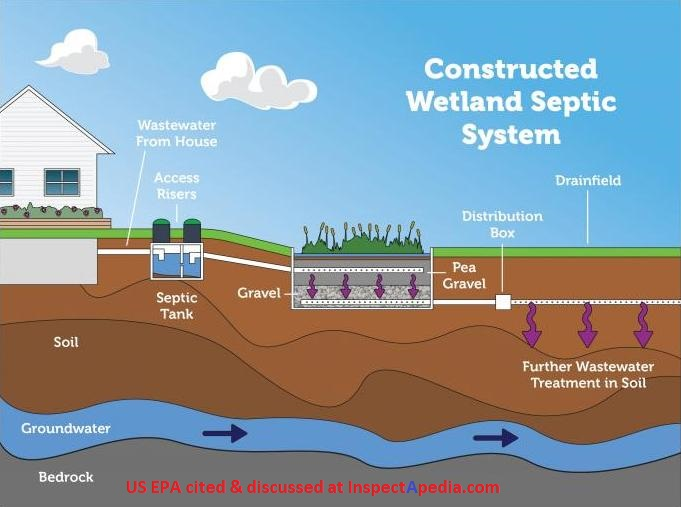 Constructed
Wetland Septic
System
Wastewater
From House
Access
Risers
Drainfield
Distribution
Box
Pea
Gravel
Gravel
Septic
Tank
Soil
Further Wastewater
Treatment in Soil
Groundwater
Bedrock
US EPA cited & discussed at InspectApedia.com